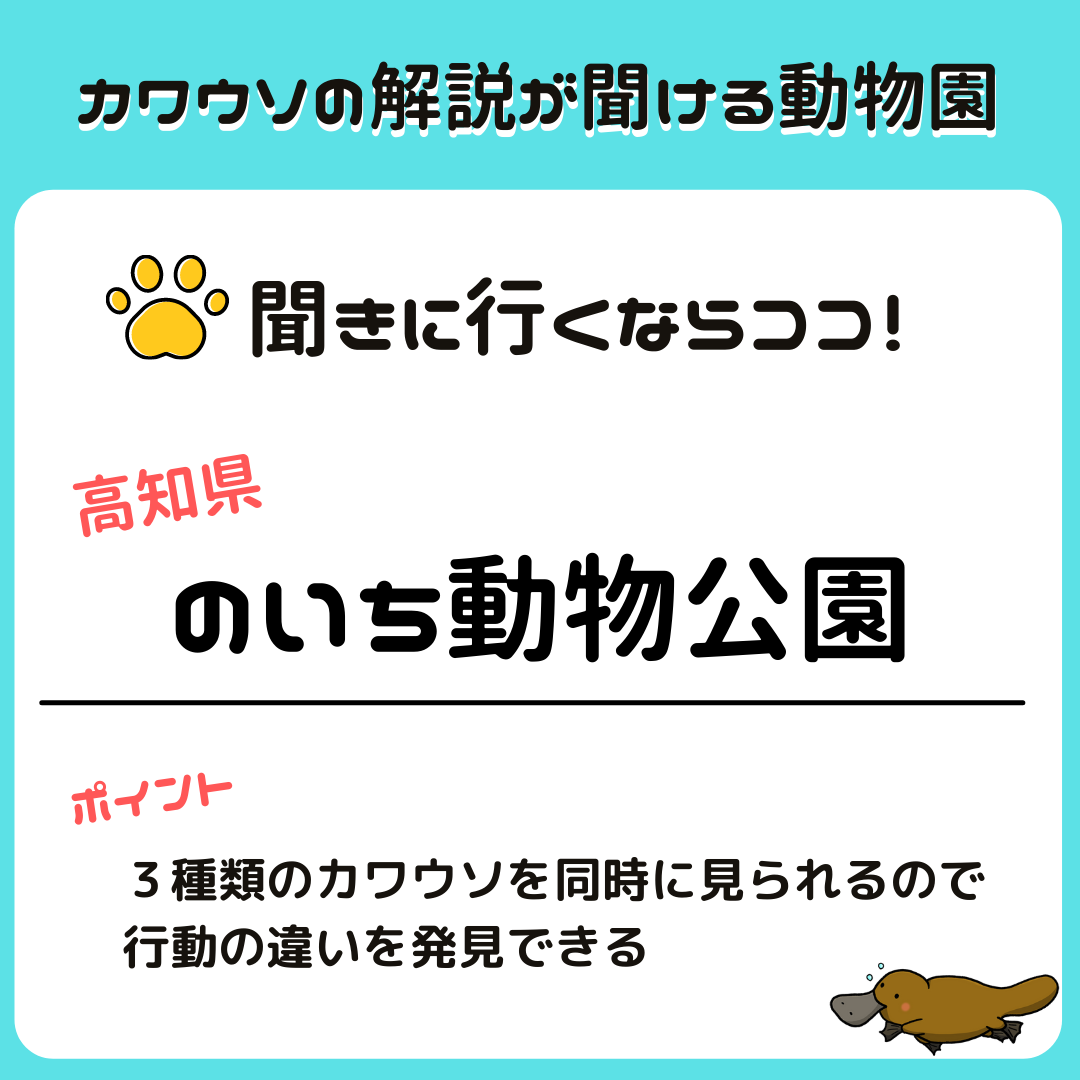 カワウソの解説が聞ける動物園
聞きに行くならココ!
高知県
のいち動物公園
ポイント
３種類のカワウソを同時に見られるので
行動の違いを発見できる